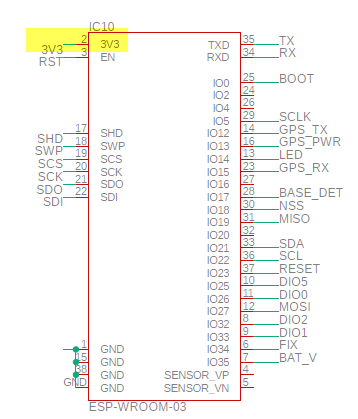 IC10
2 3V3 TXD 35 TX
3V3 3 EN RXD 34 RX
RST
IO0 25 BOOT
IO2 24
IO4 26
IO5 29 SCLK
17 SHD IO12 14 GPS_TX
SHD 18 SWP IO13 16 GPS_PWR
SWP 19 SCS IO14 13 LED
SCS 20 SCK IO15 23 GPS_RX
SCK 21 SDO IO16 27
SDO 22 SDI IO17 28 BASE_DET
SDI IO18 30 NSS
IO19 31 MISO
IO20 32
IO21 33 SDA
IO22 36 SCL
IO23 37 RESET
IO25 10 DIO5
IO26 11 DIO0
IO27 12 MOSI
IO32 8 DIO2
IO33 9 DIO1
1 GND IO34 6 FIX
15 GND IO35 7 BAT_V
38 GND SENSOR_VP 4
GND GND SENSOR_VN 5
ESP-WROOM-03